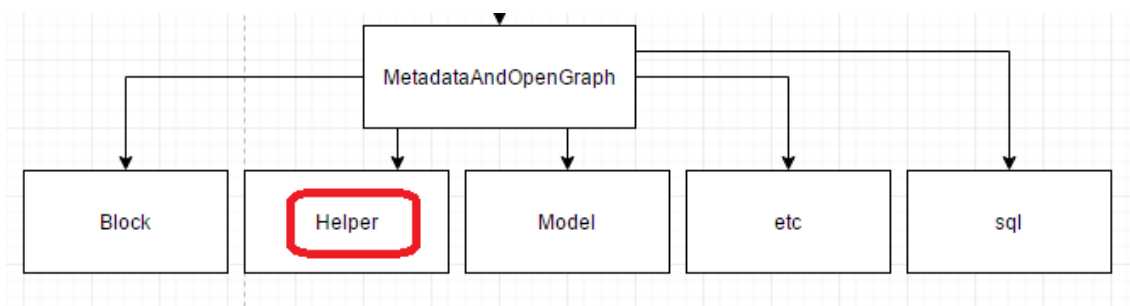 MetadataAndOpenGraph
Block
Helper
Model
etc
sql